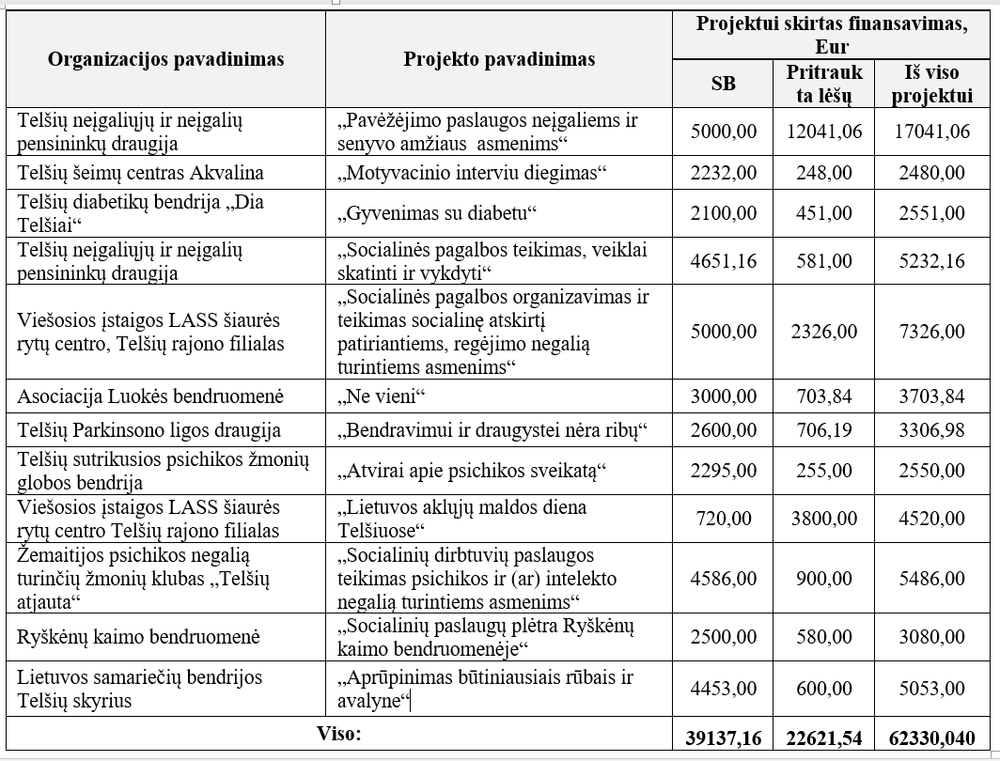 Organizacijos pavadinimas
Projekto pavadinimas
Projektui skirtas finansavimas,
Eur
SB
Pritrauk
ta lėšų
Iš viso
projektui
Telšių neįgaliųjų ir neįgalių
pensininkų draugija
„Pavėžėjimo paslaugos neįgaliems ir
senyvo amžiaus asmenims“
5000,00
12041,06
17041,06
Telšių šeimų centras Akvalina
„Motyvacinio interviu diegimas“
2232,00
248,00
2480,00
Telšių diabetikų bendrija „Dia
Telšiai“
„Gyvenimas su diabetu“
2100,00
451,00
2551,00
Telšių neįgaliųjų ir neįgalių
pensininkų draugija
„Socialinės pagalbos teikimas, veiklai
skatinti ir vykdyti“
4651,16
581,00
5232,16
Viešosios įstaigos LASS šiaurės
rytų centro, Telšių rajono filialas
„Socialinės pagalbos organizavimas ir
teikimas socialinę atskirtį
patiriantiems, regėjimo negalią
turintiems asmenims“
5000,00
2326,00
7326,00
Asociacija Luokės bendruomenė
„Ne vieni“
3000,00
703,84
3703,84
Telšių Parkinsono ligos draugija
„Bendravimui ir draugystei nėra ribų“
2600,00
706,19
3306,98
Telšių sutrikusios psichikos žmonių
globos bendrija
„Atvirai apie psichikos sveikatą“
2295,00
255,00
2550,00
Viešosios įstaigos LASS šiaurės
rytų centro Telšių rajono filialas
„Lietuvos aklųjų maldos diena
Telšiuose“
720,00
3800,00
4520,00
Žemaitijos psichikos negalią
turinčių žmonių klubas „Telšių
atjauta“
„Socialinių dirbtuvių paslaugos
teikimas psichikos ir (ar) intelekto
negalią turintiems asmenims“
4586,00
900,00
5486,00
Ryškėnų kaimo bendruomenė
„Socialinių paslaugų plėtra Ryškėnų
kaimo bendruomenėje“
2500,00
580,00
3080,00
Lietuvos samariečių bendrijos
Telšių skyrius
„Aprūpinimas būtiniausiais rūbais ir
avalyne“
4453,00
600,00
5053,00
Viso:
39137,16
22621,54
62330,040